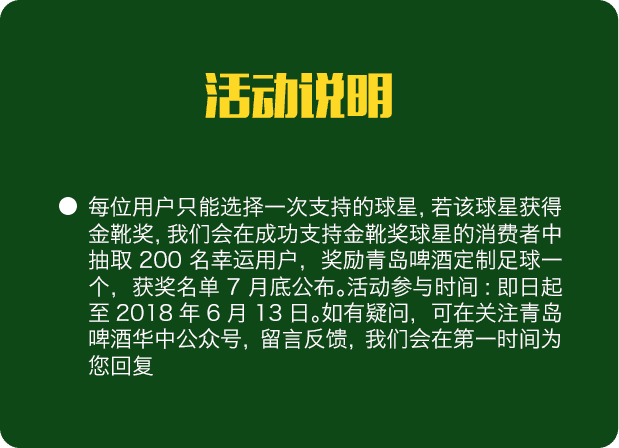 活动说明
● 每位用户只能选择一次支持的球星, 若该球星获得
金靴奖, 我们会在成功支持金靴奖球星的消费者中
抽取 200 名幸运用户, 奖励青岛啤酒定制足球一
个, 获奖名单 7 月底公布。活动参与时间 : 即日起
至 2018 年 6 月 13 日。如有疑问, 可在关注青岛
啤酒华中公众号, 留言反馈, 我们会在第一时间为
您回复